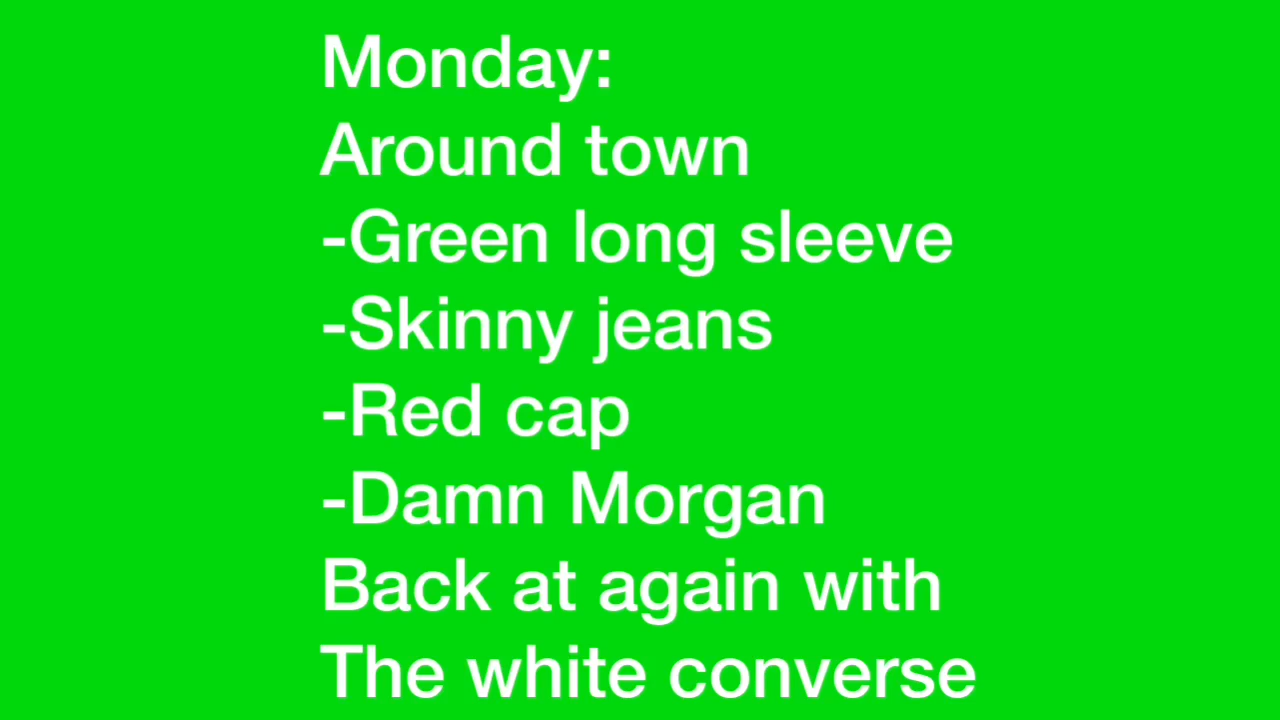 Monday:
Around town
-Green long sleeve
-Skinny jeans
-Red cap
-Damn Morgan
Back at again with
The white converse